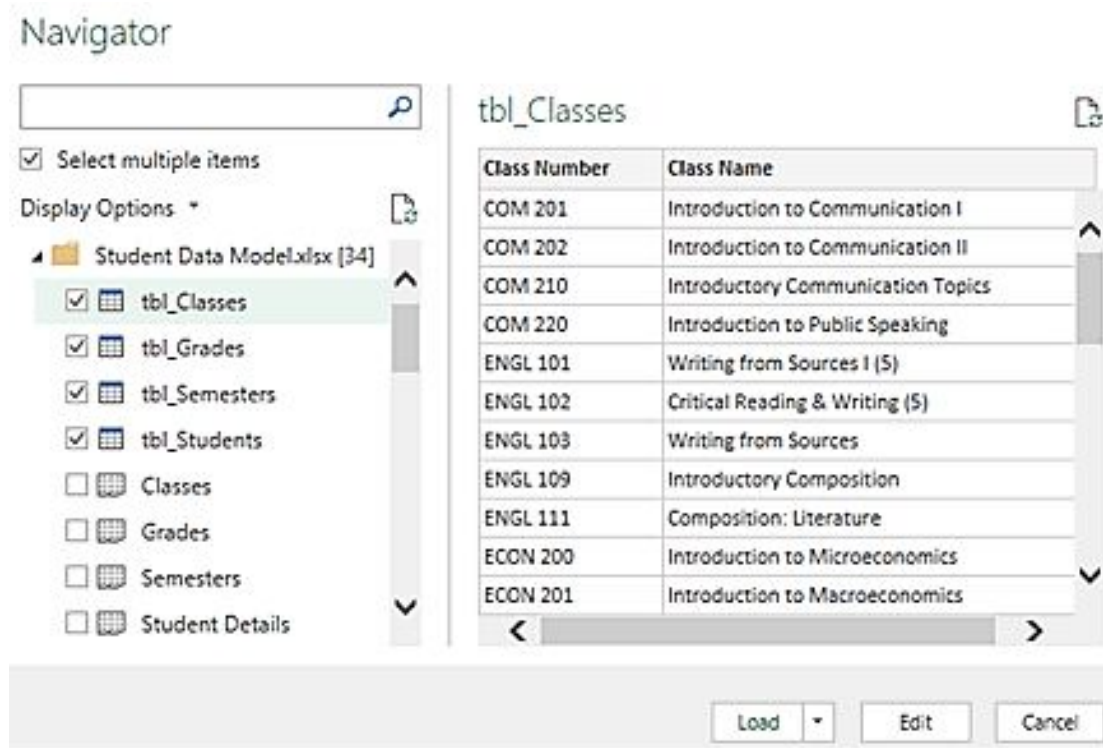 Navigator
Select multiple items
Display Options
Student Data Model.xlsx [34]
tbl_Classes
tbl_Grades
tbl_Semesters
tbl_Students
Classes
Grades
Semesters
Student Details
tbl_Classes
Class Number Class Name
COM 201 Introduction to Communication I
COM 202 Introduction to Communication II
COM 210 Introductory Communication Topics
COM 220 Introduction to Public Speaking
ENGL 101 Writing from Sources I (5)
ENGL 102 Critical Reading & Writing (5)
ENGL 103 Writing from Sources
ENGL 109 Introductory Composition
ENGL 111 Composition: Literature
ECON 200 Introduction to Microeconomics
ECON 201 Introduction to Macroeconomics
Load Edit Cancel